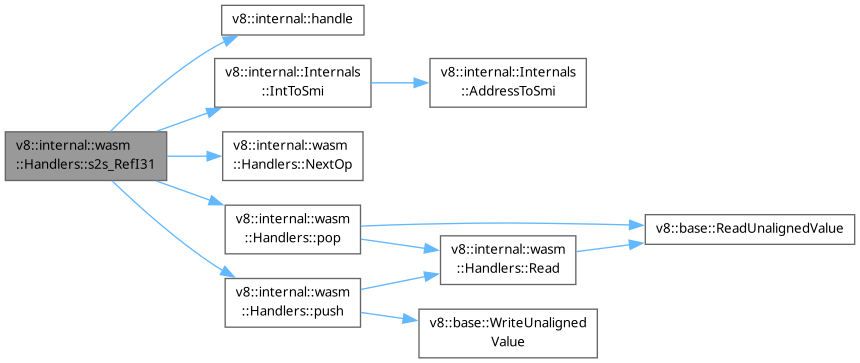 v8::internal::handle
v8::internal::Internals
::IntToSmi
v8::internal::Internals
::AddressToSmi
v8::internal::wasm
::Handlers::s2s_RefI31
v8::internal::wasm
::Handlers::NextOp
v8::internal::wasm
::Handlers::pop
v8::base::ReadUnalignedValue
v8::internal::wasm
::Handlers::Read
v8::internal::wasm
::Handlers::push
v8::base::WriteUnaligned
Value